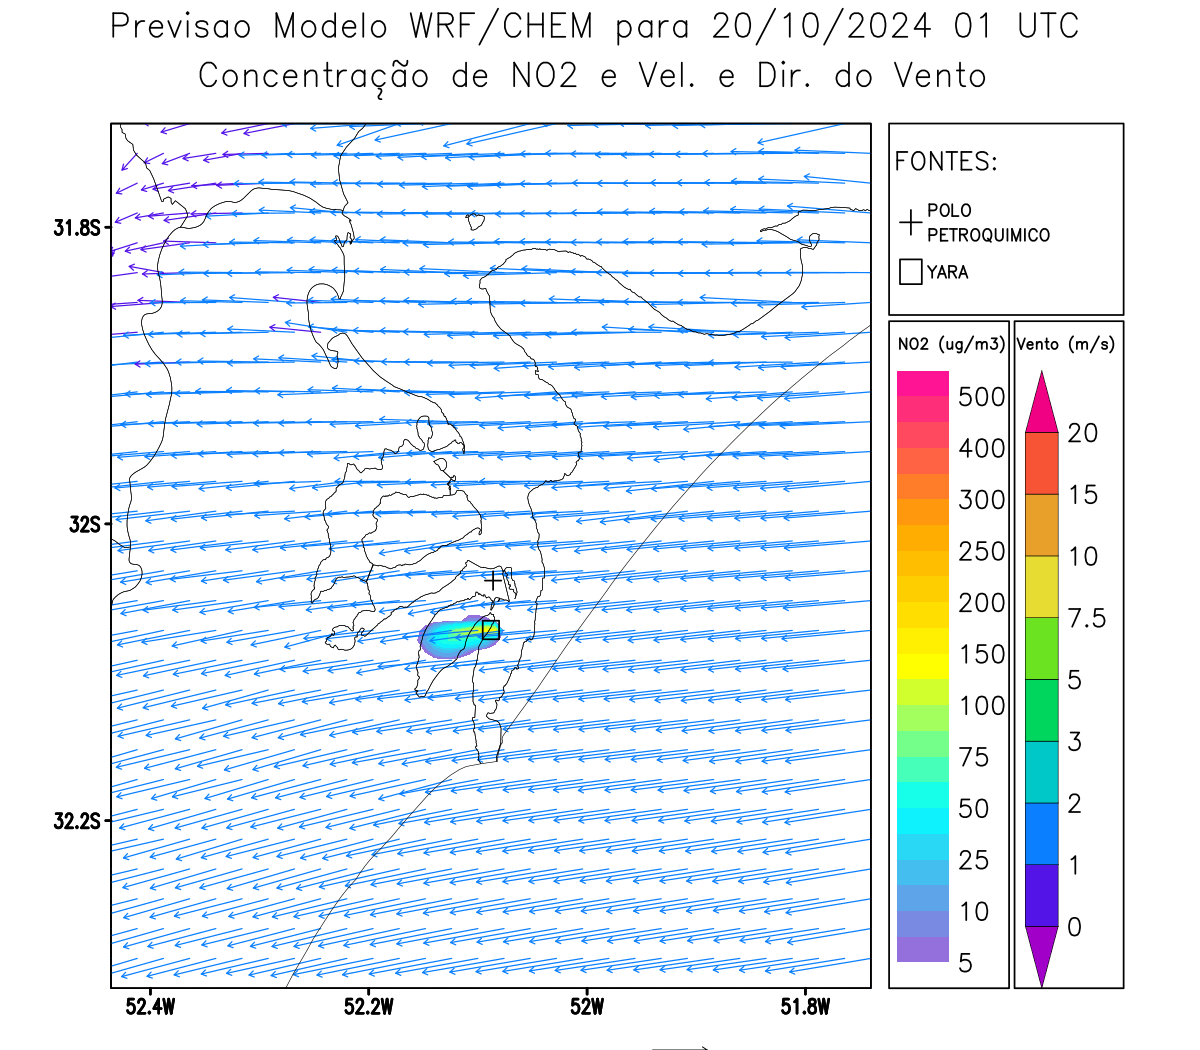 Previsao Modelo WRF/CHEM para 20/10/2024 01 UTC
Concentração de NO2 e Vel. e Dir. do Vento
FONTES:
POLO
PETROQUIMICO
YARA
NO2 (ug/m3)
500
400
300
250
200
150
100
75
50
25
10
5
Vento (m/s)
20
15
10
7.5
5
3
2
1
0
31.8S
32S
32.2S
52.4W
52.2W
52W
51.8W